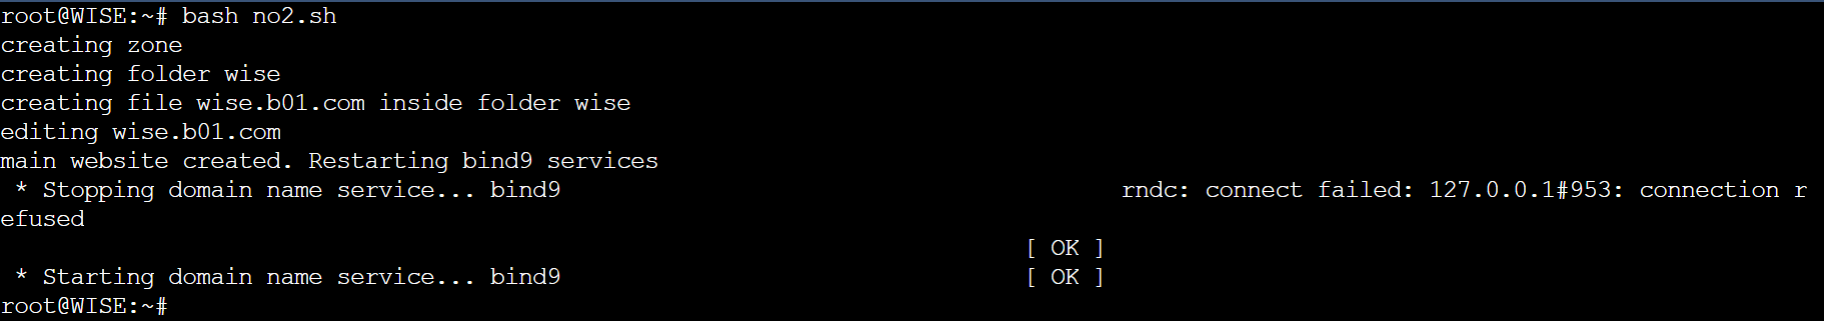 root@WISE:~# bash no2.sh
creating zone
creating folder wise
creating file wise.b01.com inside folder wise
editing wise.b01.com
main website created. Restarting bind9 services
 * Stopping domain name service... bind9                                        rndc: connect failed: 127.0.0.1#953: connection r
efused
                                                                         [ OK ]
 * Starting domain name service... bind9                                 [ OK ]
root@WISE:~#